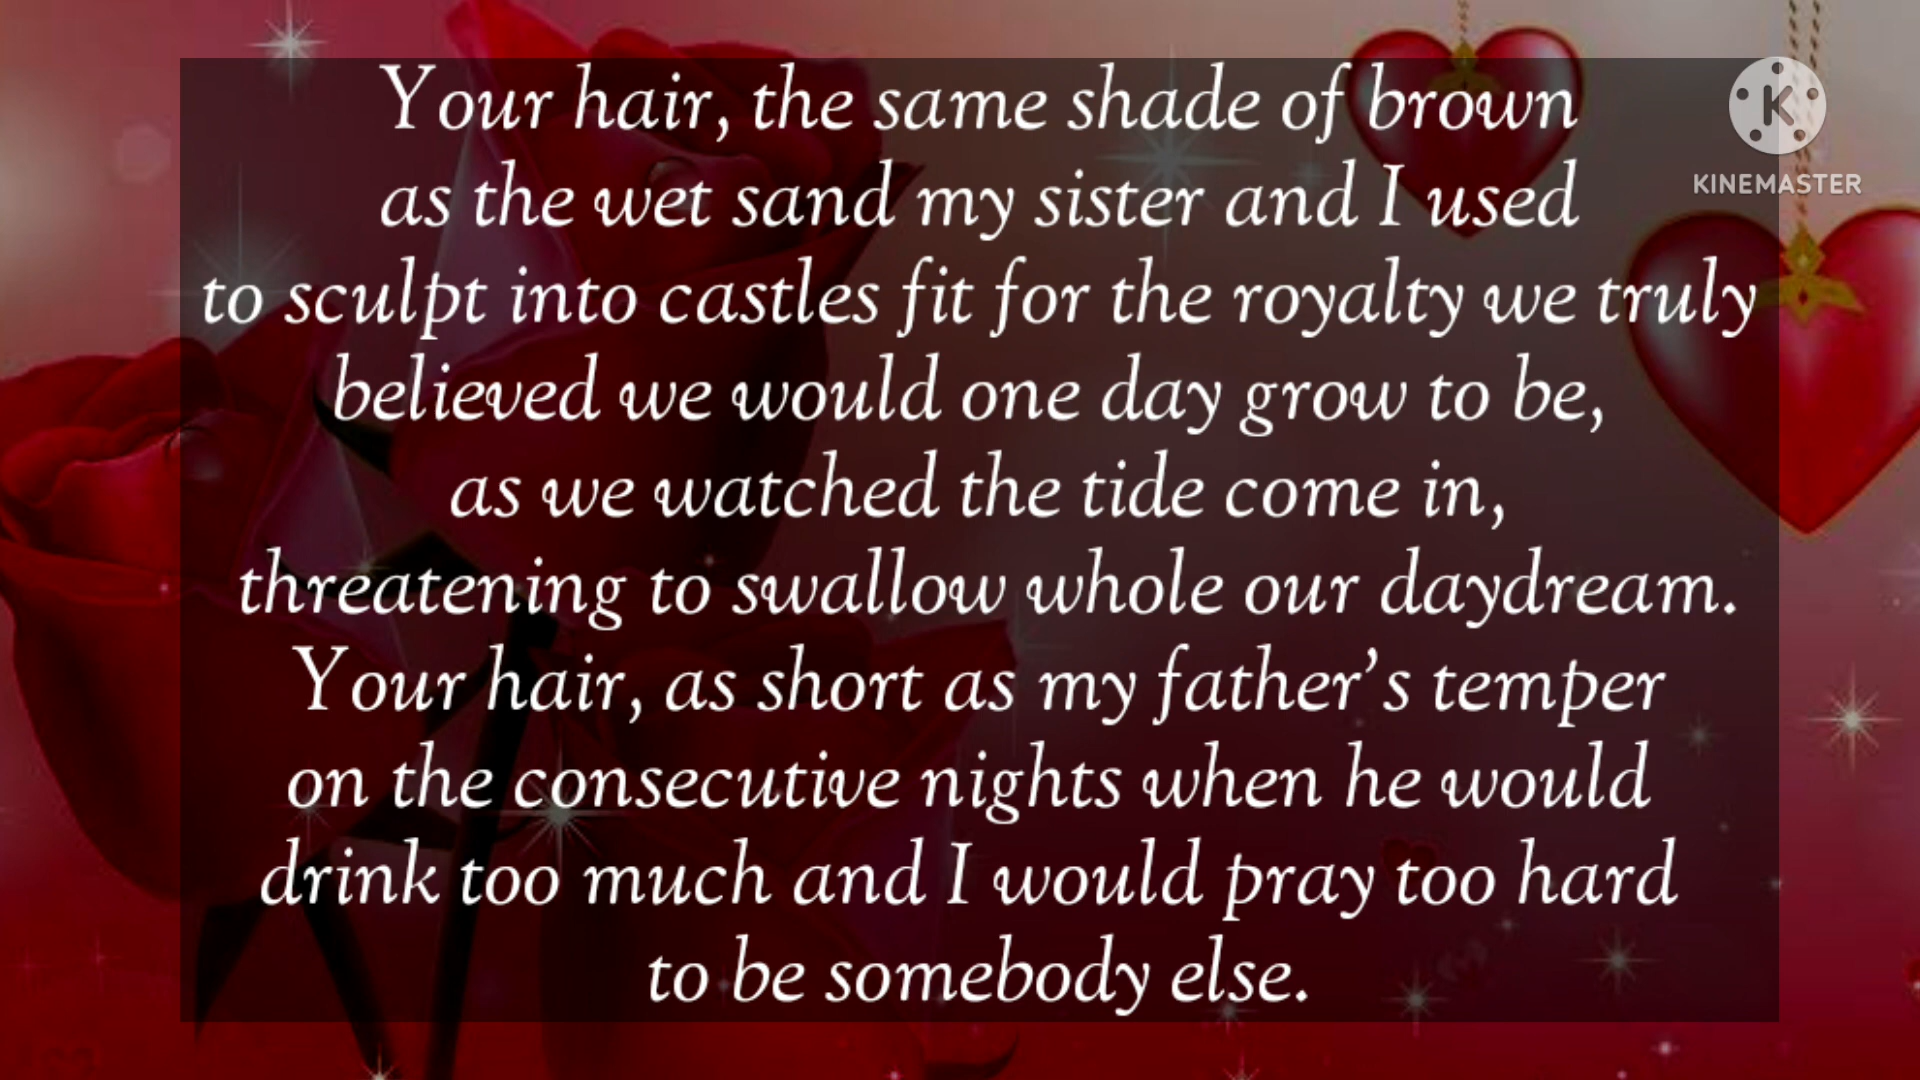 Your hair, the same shade of brown
as the wet sand my sister and I used
to sculpt into castles fit for the royalty we truly
believed we would one day grow to be,
as we watched the tide come in,
threatening to swallow whole our daydream.
Your hair, as short as my father’s temper
on the consecutive nights when he would
drink too much and I would pray too hard
to be somebody else.
K
KINEMASTER